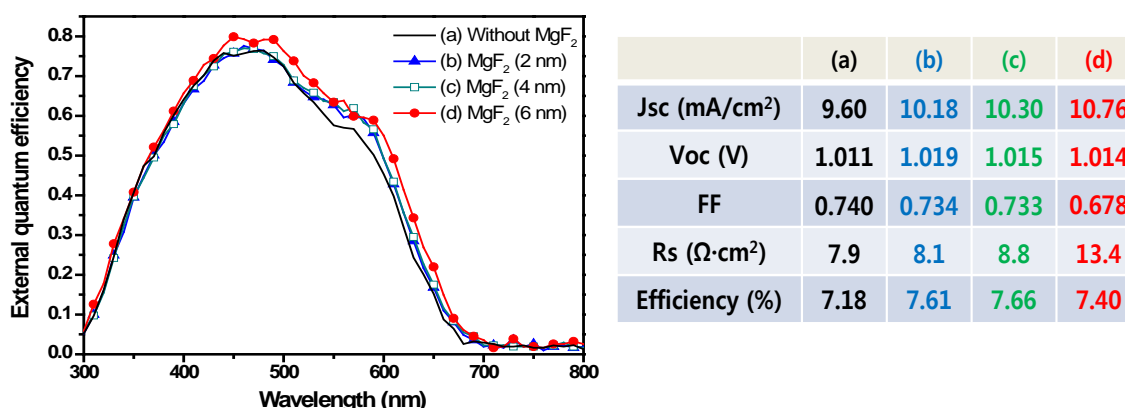 0.8
0.7
0.6
0.5
0.4
0.3
0.2
0.1
0.0
300 400 500 600 700 800
External quantum efficiency
Wavelength (nm)
(a) Without MgF₂
(b) MgF₂ (2 nm)
(c) MgF₂ (4 nm)
(d) MgF₂ (6 nm)
(a) (b) (c) (d)
Jsc (mA/cm²) 9.60 10.18 10.30 10.76
Voc (V) 1.011 1.019 1.015 1.014
FF 0.740 0.734 0.733 0.678
Rs (Ω·cm²) 7.9 8.1 8.8 13.4
Efficiency (%) 7.18 7.61 7.66 7.40